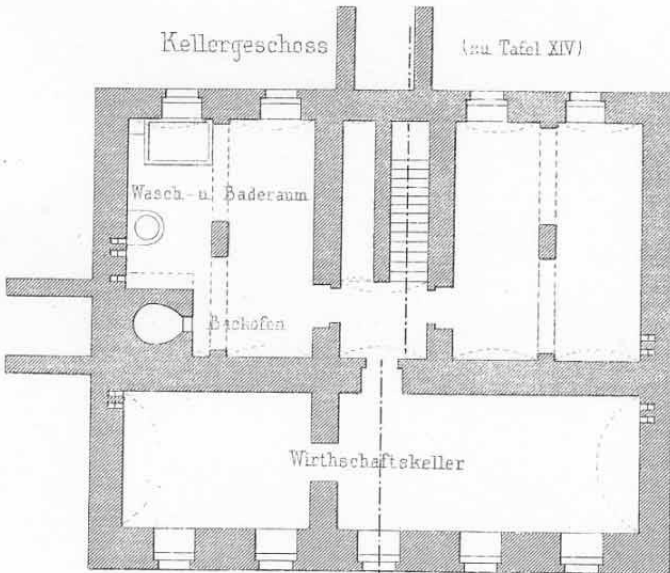 Kellergeschoss (zu Tafel XIV)
Wasch- u. Baderaum
Backofen
Wirthschaftskeller